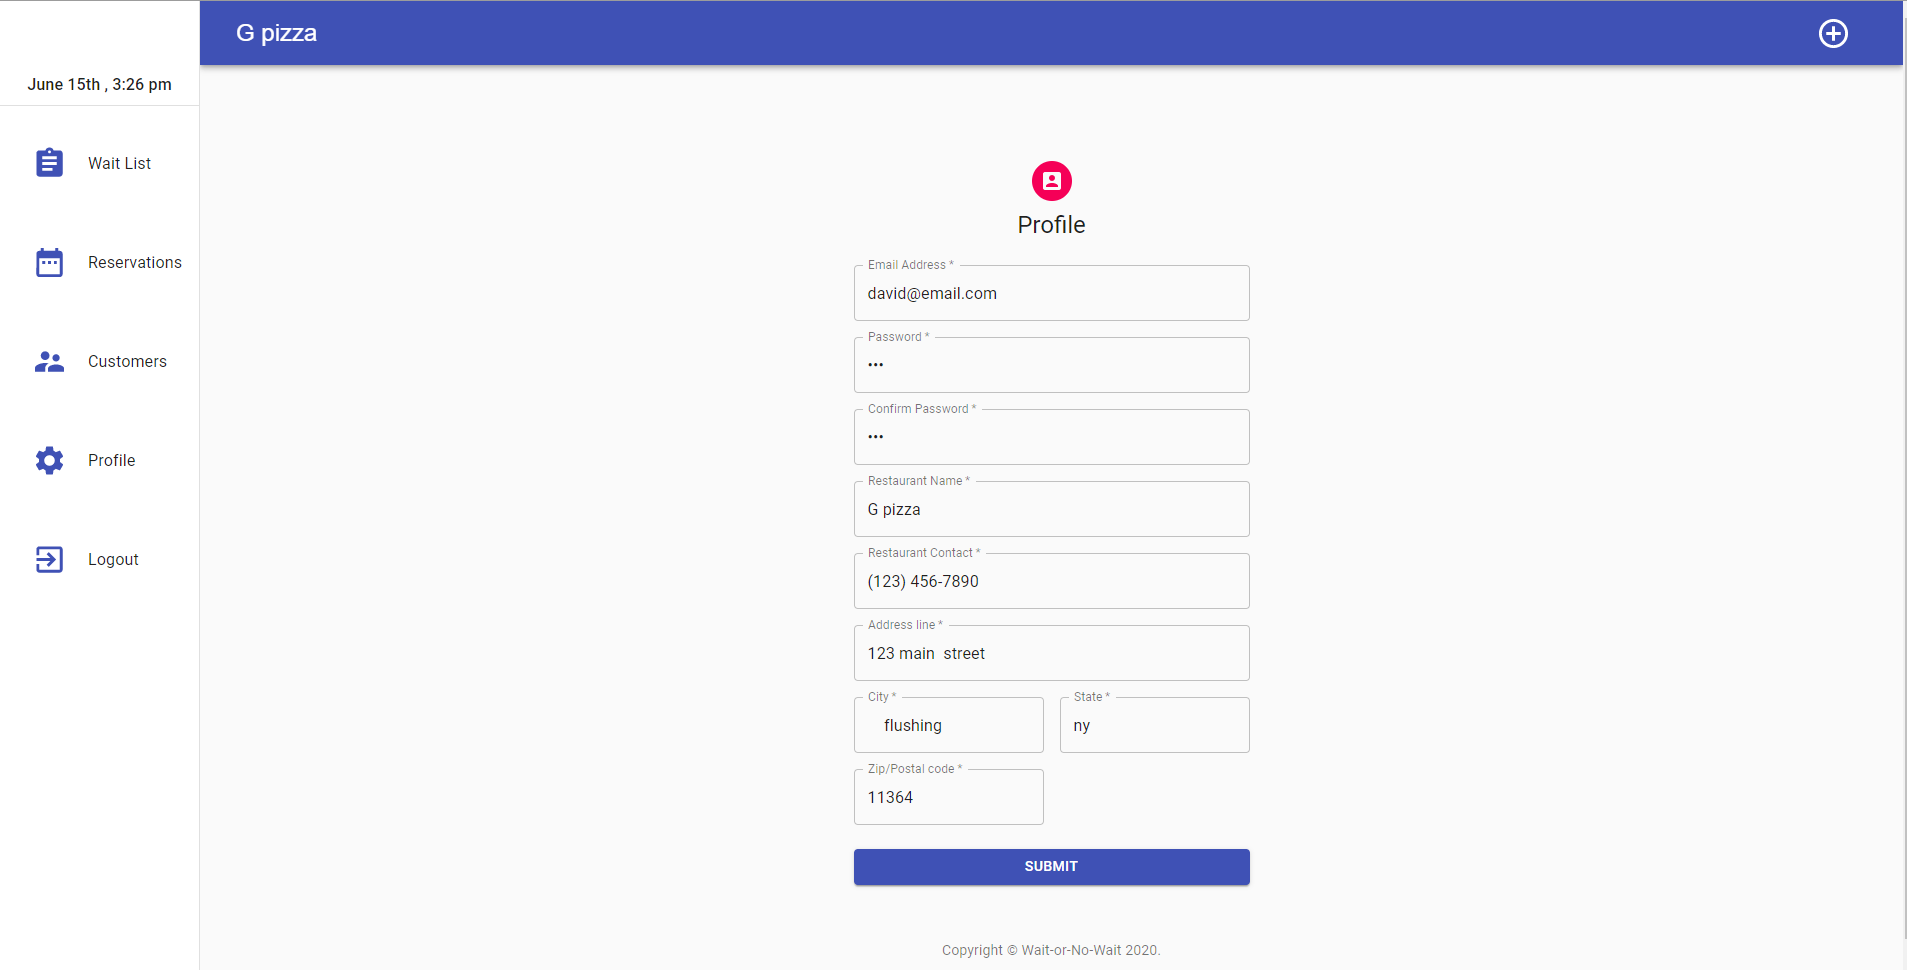 G pizza
June 15th , 3:26 pm
Wait List
Reservations
Customers
Profile
Logout
Profile
Email Address *
david@email.com
Password *
•••
Confirm Password *
•••
Restaurant Name *
G pizza
Restaurant Contact *
(123) 456-7890
Address line *
123 main  street
City *
flushing
State *
ny
Zip/Postal code *
11364
SUBMIT
Copyright © Wait-or-No-Wait 2020.